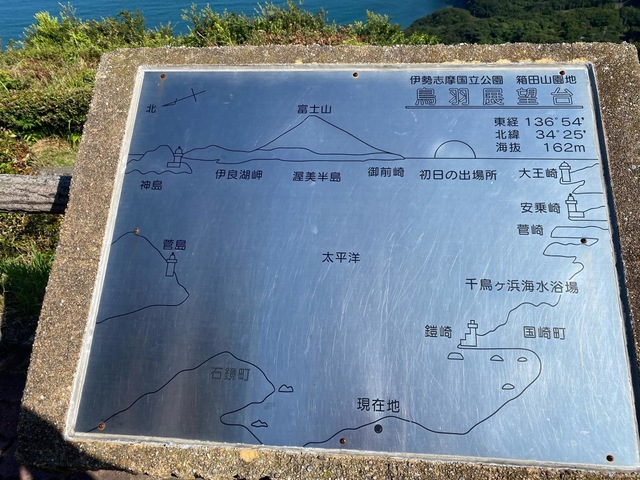 伊勢志摩国立公園 箱田山園地
鳥羽展望台
東経 136°54′
北緯 34°25′
海抜 162m
北
富士山
神島
伊良湖岬
渥美半島
御前崎
初日の出場所
大王崎
安乗崎
菅崎
菅島
太平洋
千鳥ヶ浜海水浴場
鎧崎
国崎町
石鏡町
現在地